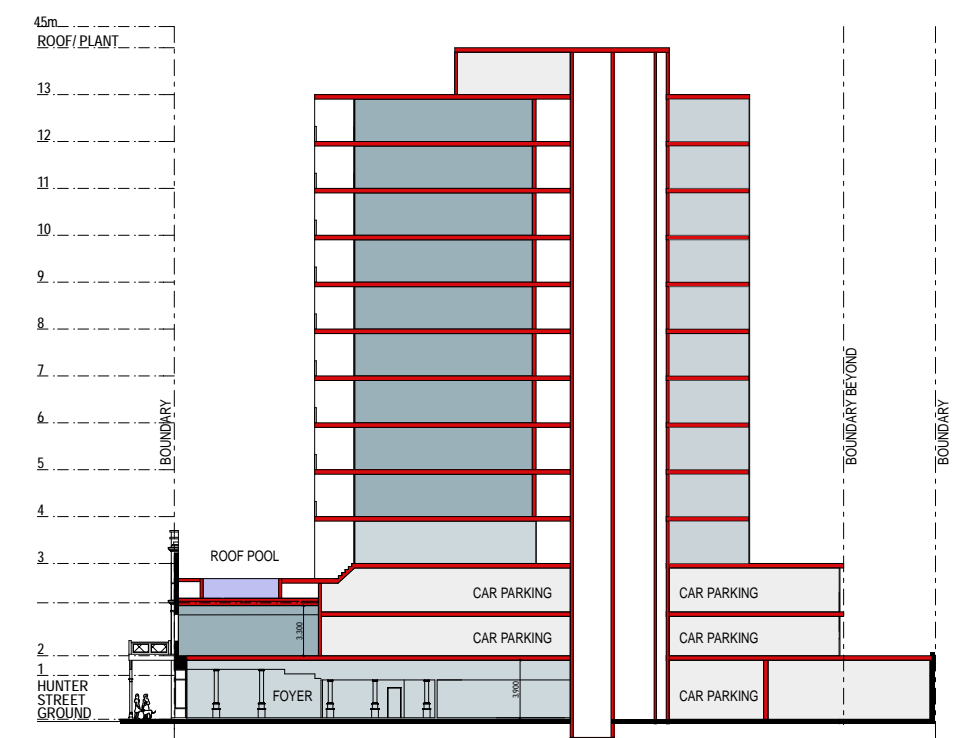 45m
ROOF/ PLANT
13
12
11
10
9
8
7
6
5
4
3
2
1
HUNTER
STREET
GROUND
BOUNDARY
ROOF POOL
3.300
FOYER
3.900
CAR PARKING
CAR PARKING
CAR PARKING
CAR PARKING
CAR PARKING
BOUNDARY BEYOND
BOUNDARY